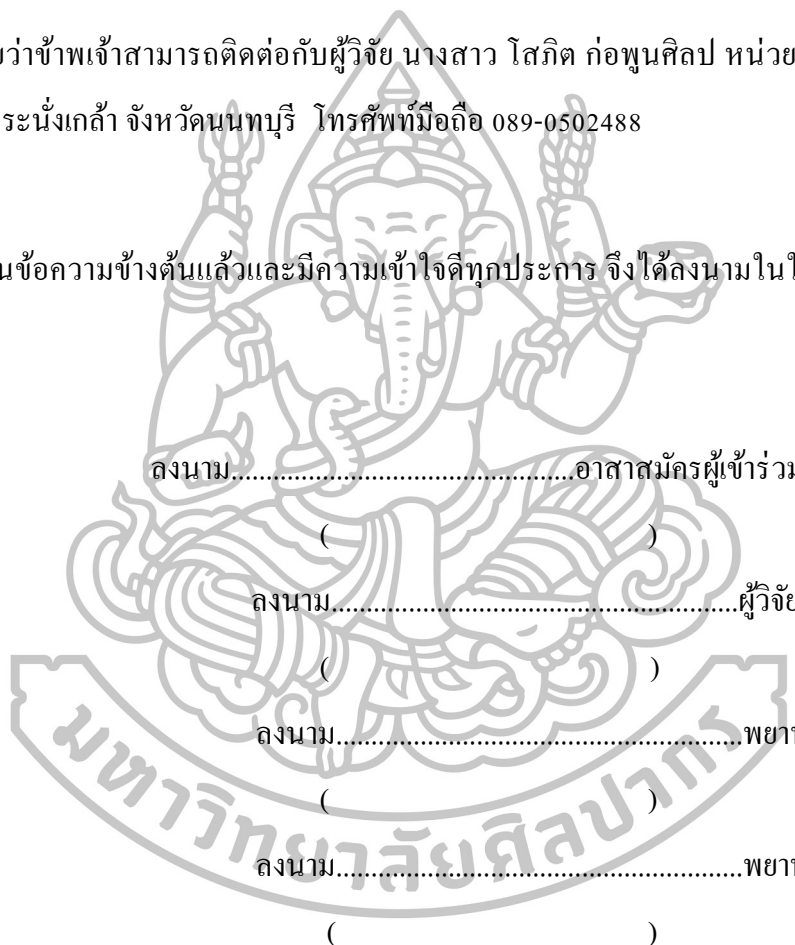 ว่าข้าพเจ้าสามารถติดต่อกับผู้วิจัย นางสาว โสภิต ก่อพูนศิลป หน่วย
ระนั่งเกล้า จังหวัดนนทบุรี โทรศัพท์มือถือ 089-0502488
นข้อความข้างต้นแล้วและมีความเข้าใจดีทุกประการ จึงได้ลงนามในใ
ลงนาม.................................................อาสาสมัครผู้เข้าร่วม
( )
ลงนาม..........................................................ผู้วิจัย
( )
ลงนาม..........................................................พยาน
( )
ลงนาม..........................................................พยาน
( )
มหาวิทยาลัยศิลปากร